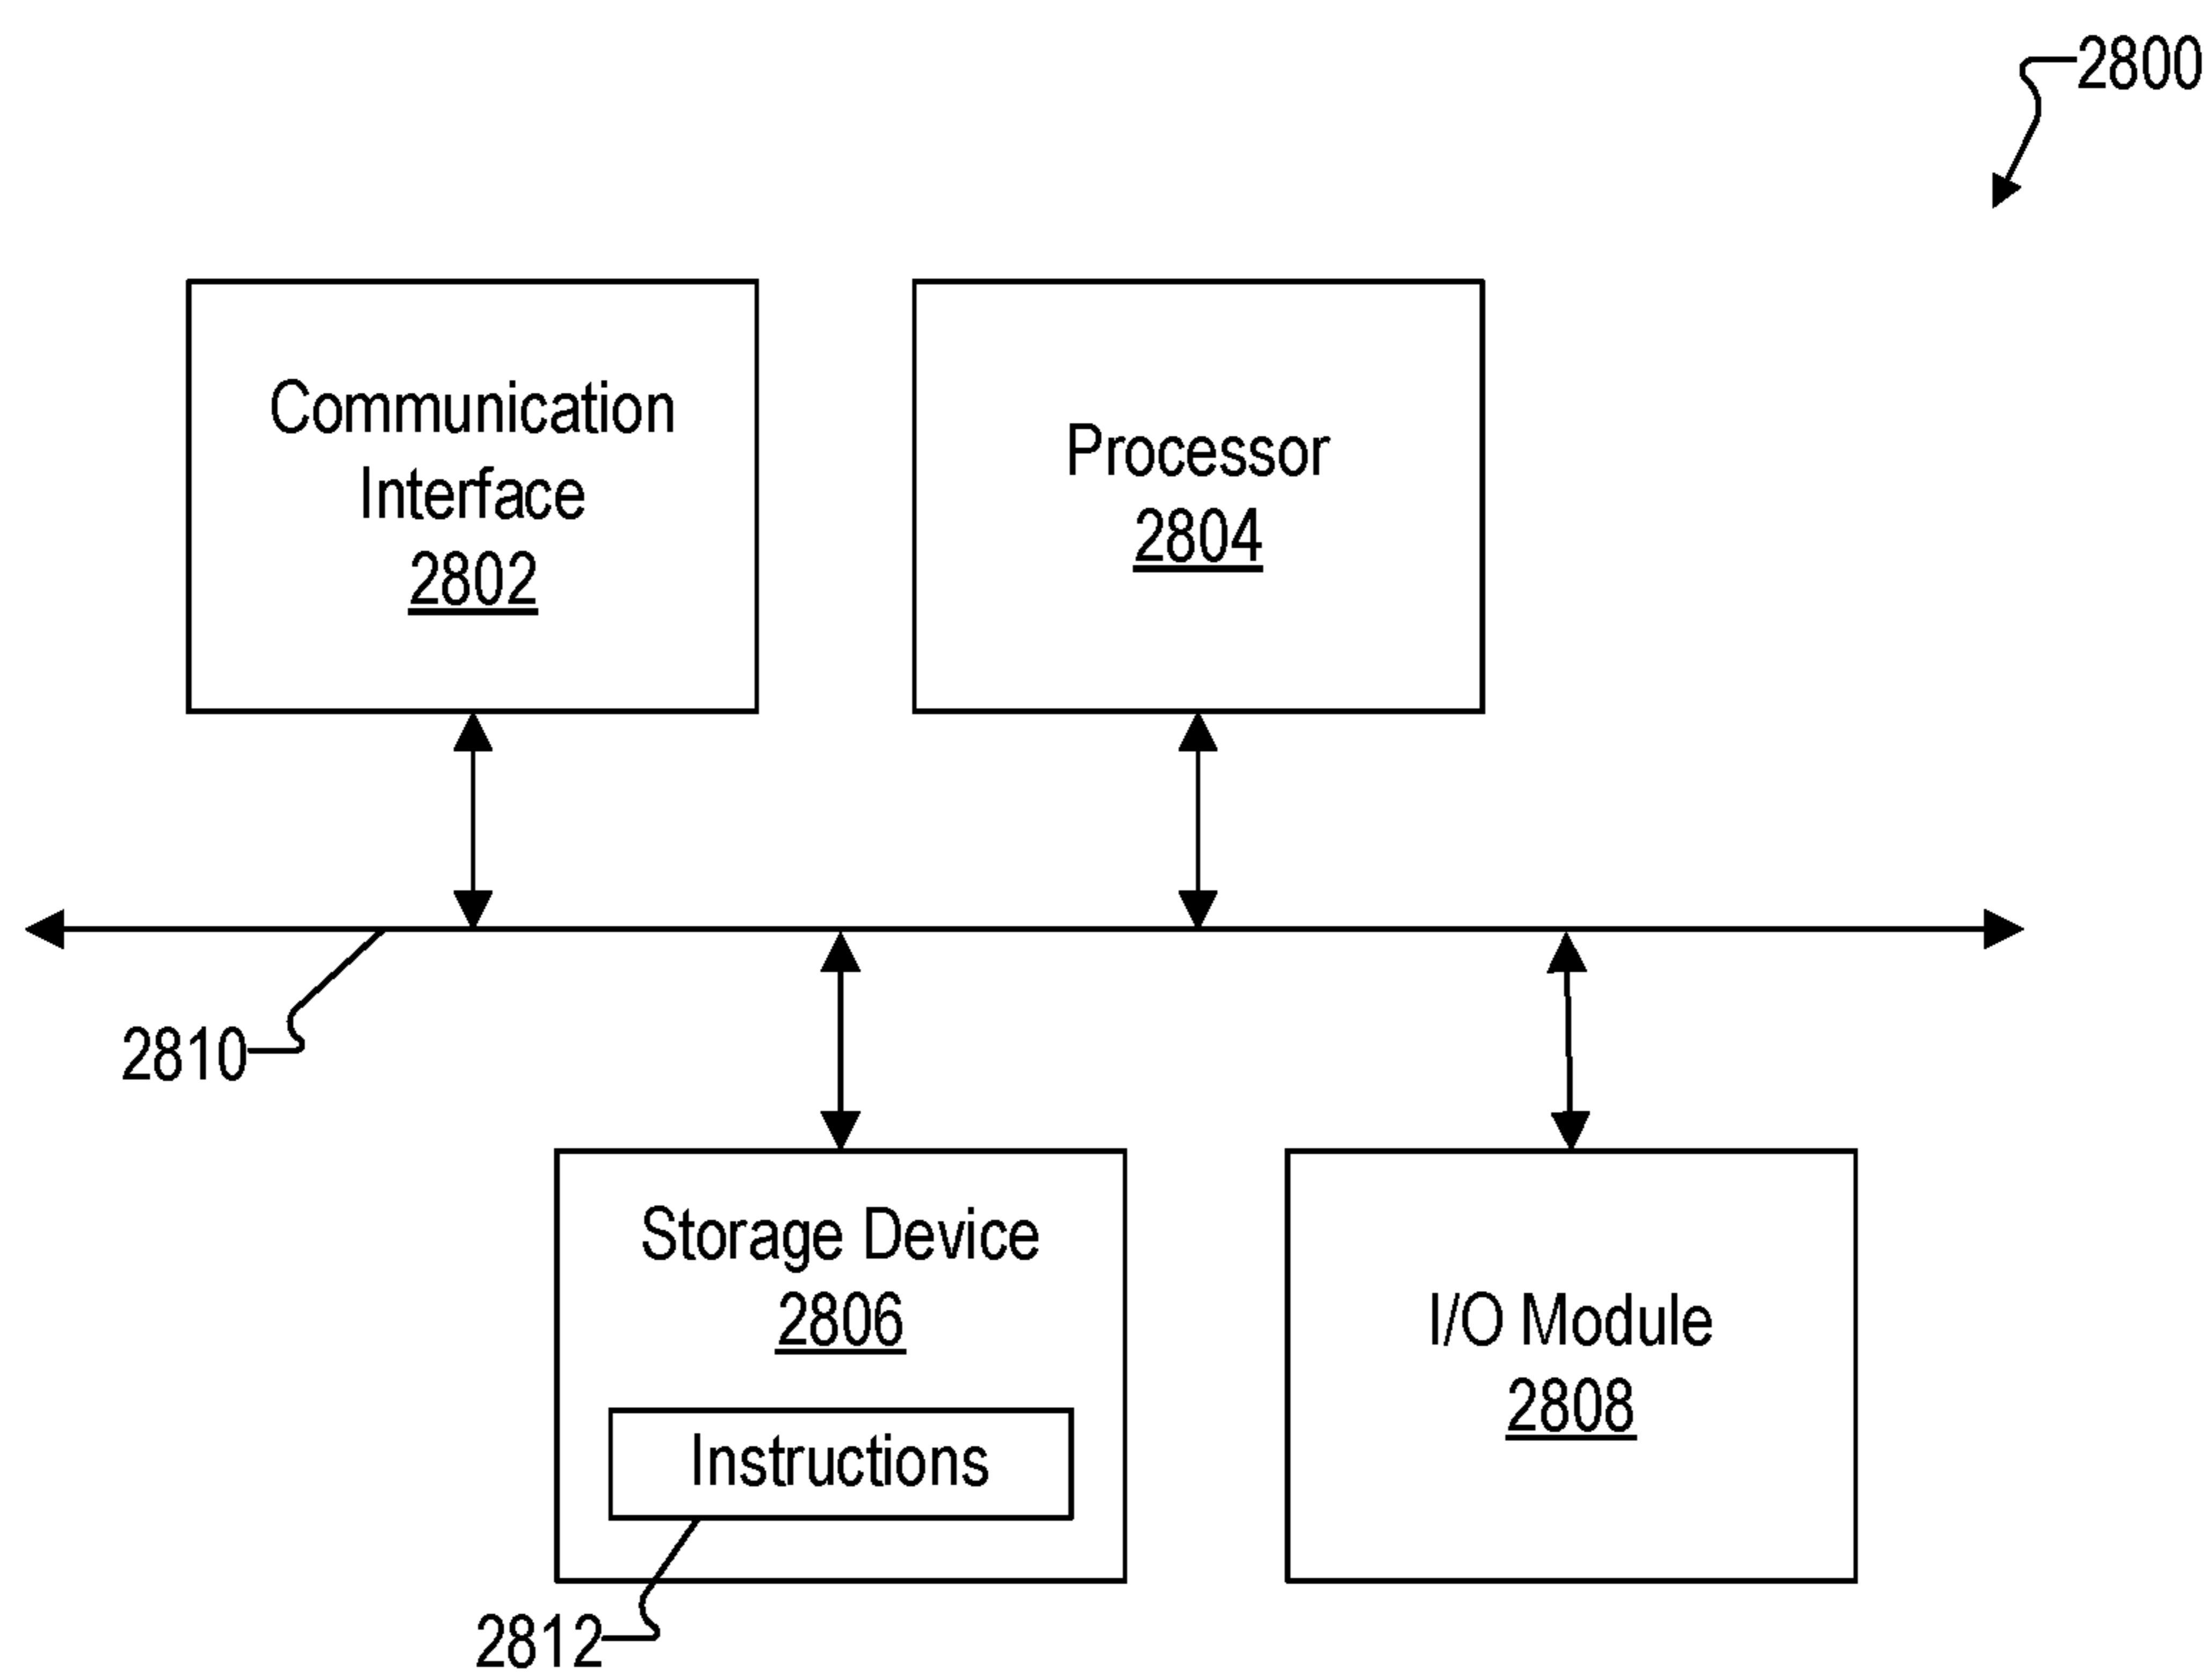 2800
Communication
Interface
2802
Processor
2804
2810
Storage Device
2806
Instructions
2812
I/O Module
2808